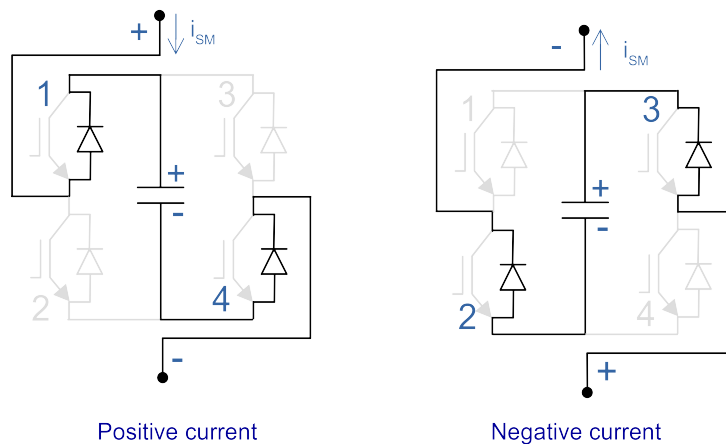 + iSM
1 3
+
-
2 4
-
Positive current
- iSM
1 3
+
-
2 4
+
Negative current